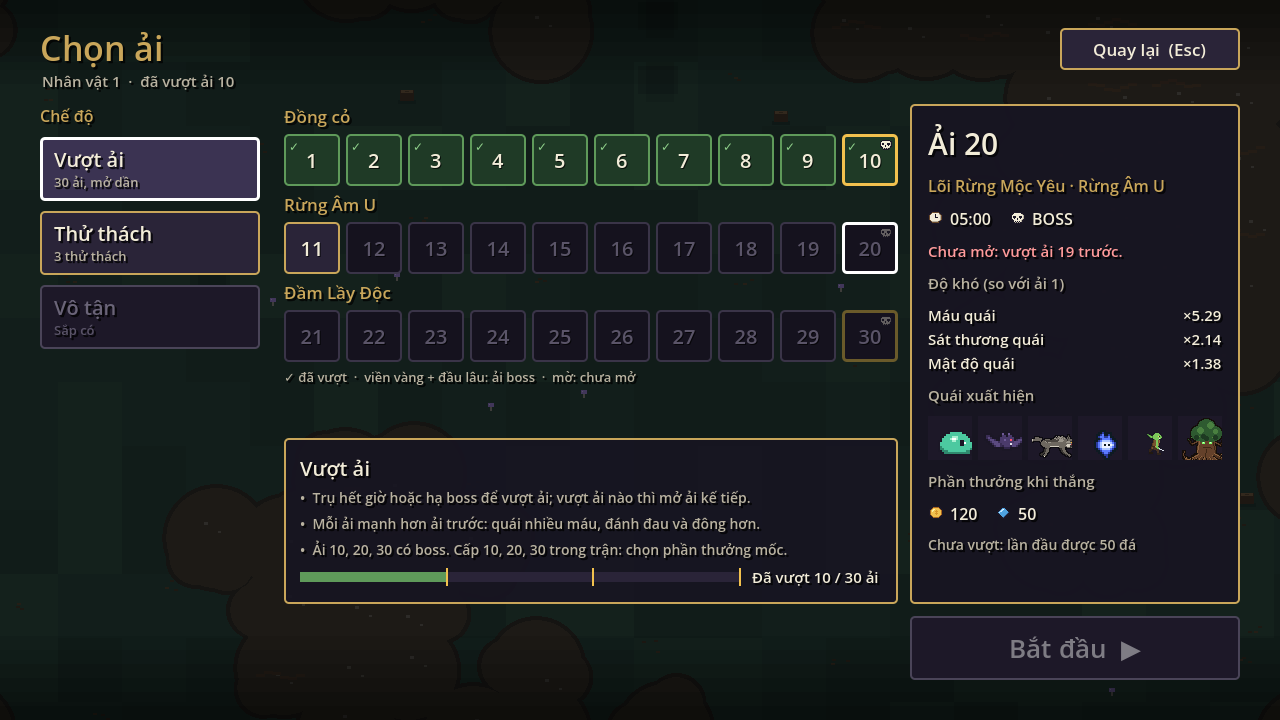 Chọn ải
Nhân vật 1 · đã vượt ải 10
Quay lại (Esc)
Chế độ
Vượt ải
30 ải, mở dần
Thử thách
3 thử thách
Vô tận
Sắp có
Đồng cỏ
✓ 1 ✓ 2 ✓ 3 ✓ 4 ✓ 5 ✓ 6 ✓ 7 ✓ 8 ✓ 9 ✓ 10
Rừng Âm U
11 12 13 14 15 16 17 18 19 20
Đầm Lầy Độc
21 22 23 24 25 26 27 28 29 30
✓ đã vượt · viền vàng + đầu lâu: ải boss · mờ: chưa mở
Vượt ải
• Trụ hết giờ hoặc hạ boss để vượt ải; vượt ải nào thì mở ải kế tiếp.
• Mỗi ải mạnh hơn ải trước: quái nhiều máu, đánh đau và đông hơn.
• Ải 10, 20, 30 có boss. Cấp 10, 20, 30 trong trận: chọn phần thưởng mốc.
Đã vượt 10 / 30 ải
Ải 20
Lõi Rừng Mộc Yêu · Rừng Âm U
05:00 BOSS
Chưa mở: vượt ải 19 trước.
Độ khó (so với ải 1)
Máu quái ×5.29
Sát thương quái ×2.14
Mật độ quái ×1.38
Quái xuất hiện
Phần thưởng khi thắng
120 50
Chưa vượt: lần đầu được 50 đá
Bắt đầu ▶